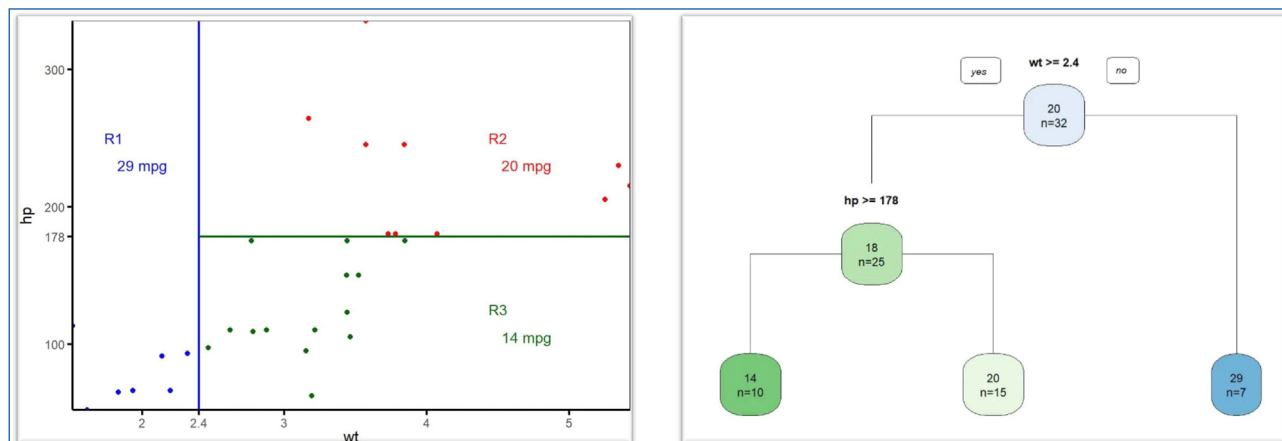 300
200
178
100
hp
2
2.4
3
4
5
wt
R1
29 mpg
R2
20 mpg
R3
14 mpg
wt >= 2.4
yes
no
20
n=32
hp >= 178
18
n=25
14
n=10
20
n=15
29
n=7